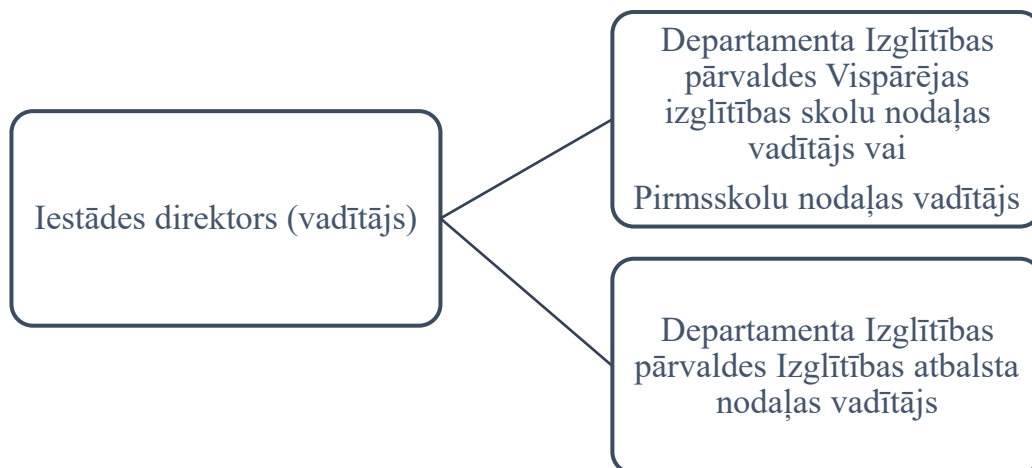 Iestādes direktors (vadītājs)
Departamenta Izglītības
pārvaldes Vispārējas
izglītības skolu nodaļas
vadītājs vai
Pirmsskolu nodaļas vadītājs
Departamenta Izglītības
pārvaldes Izglītības atbalsta
nodaļas vadītājs